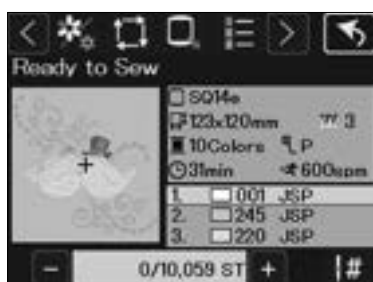 Ready to Sew
SQ14e
123x120mm 3
10Colors P
31min 600spm
1. 001 JSP
2. 245 JSP
3. 220 JSP
− 0/10,059 ST + #